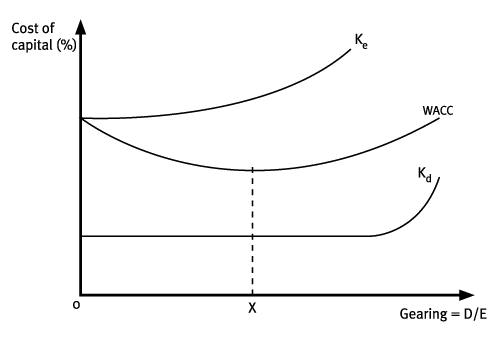 Cost of
capital (%)
Ke
WACC
Kd
o
X
Gearing = D/E